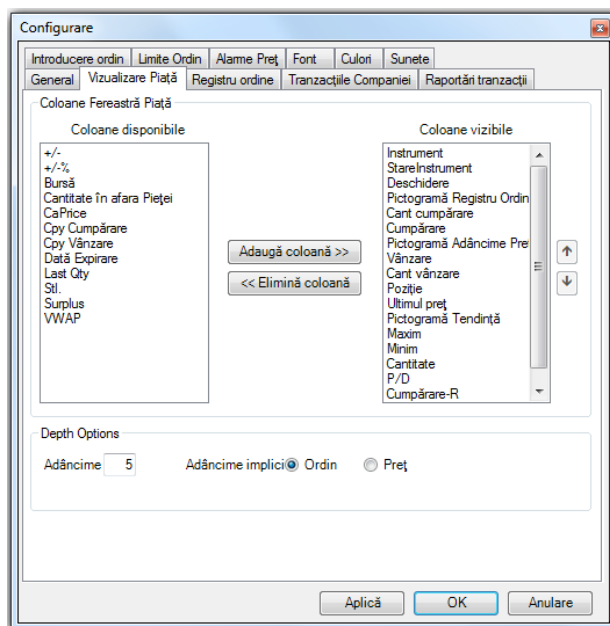 Configurare
Introducere ordin Limite Ordin Alarme Preţ Font Culori Sunete
General Vizualizare Piaţă Registru ordine Tranzacţiile Companiei Raportări tranzacţii
Coloane Fereastră Piaţă
Coloane disponibile
+/-
+/-%
Bursă
Cantitate în afara Pieţei
CaPrice
Cpy Cumpărare
Cpy Vânzare
Dată Expirare
Last Qty
Stl.
Surplus
VWAP
Adaugă coloană >>
<< Elimină coloană
Coloane vizibile
Instrument
StareInstrument
Deschidere
Pictogramă Registru Ordin
Cant cumpărare
Cumpărare
Pictogramă Adâncime Pre
Vânzare
Cant vânzare
Poziţie
Ultimul preţ
Pictogramă Tendinţă
Maxim
Minim
Cantitate
P/D
Cumpărare-R
Depth Options
Adâncime 5 Adâncime implici Ordin Preţ
Aplică OK Anulare